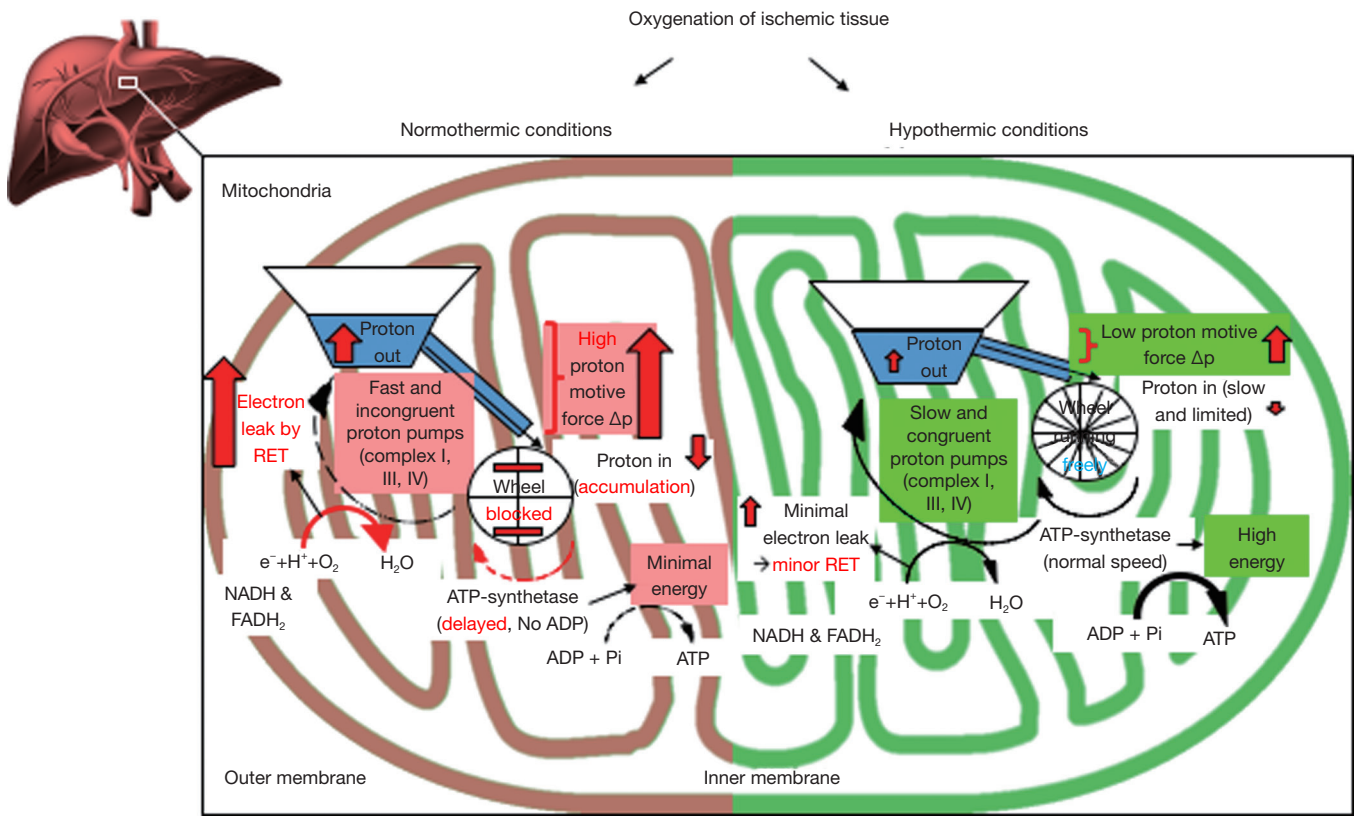 Oxygenation of ischemic tissue
Normothermic conditions
Hypothermic conditions
Mitochondria
Proton
out
High
proton
motive
force Δp
Electron
leak by
RET
Fast and
incongruent
proton pumps
(complex I,
III, IV)
Proton in
(accumulation)
Wheel
blocked
e⁻+H⁺+O₂
H₂O
NADH &
FADH₂
ATP-synthetase
(delayed, No ADP)
Minimal
energy
ADP + Pi
ATP
Proton
out
Low proton motive
force Δp
Proton in (slow
and limited)
Wheel
running
freely
Slow and
congruent
proton pumps
(complex I,
III, IV)
Minimal
electron leak
→ minor RET
ATP-synthetase
(normal speed)
High
energy
e⁻+H⁺+O₂
H₂O
NADH & FADH₂
ADP + Pi
ATP
Outer membrane
Inner membrane